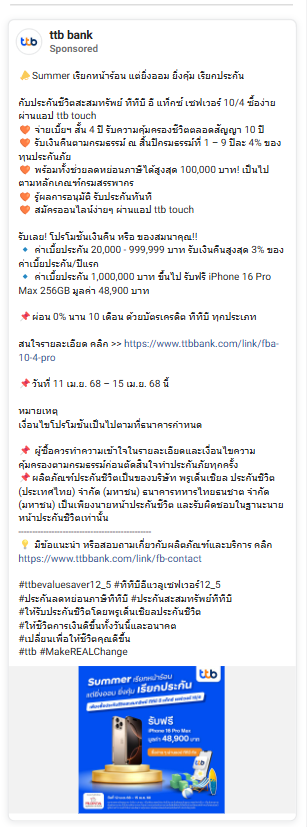 ttb bank
Sponsored
Summer เรียกหน้าร้อน แต่ยิ่งออม ยิ่งคุ้ม เรียกประกัน
กับประกันชีวิตสะสมทรัพย์ ทีทีบี อี แท็กซ์ เซฟเวอร์ 10/4 ซื้อง่าย
ผ่านแอป ttb touch
🧡 จ่ายเบี้ยฯ สั้น 4 ปี รับความคุ้มครองชีวิตตลอดสัญญา 10 ปี
🧡 รับเงินคืนตามกรมธรรม์ ณ สิ้นปีกรมธรรม์ที่ 1 – 9 ปีละ 4% ของ
ทุนประกันภัย
🧡 พร้อมทั้งช่วยลดหย่อนภาษีได้สูงสุด 100,000 บาท! เป็นไป
ตามหลักเกณฑ์กรมสรรพากร
🧡 รู้ผลการอนุมัติ รับประกันทันที
🧡 สมัครออนไลน์ง่ายๆ ผ่านแอป ttb touch
รับเลย! โปรโมชันเงินคืน หรือ ของสมนาคุณ!!
🔹 ค่าเบี้ยประกัน 20,000 - 999,999 บาท รับเงินคืนสูงสุด 3% ของ
ค่าเบี้ยประกัน/ปีแรก
🔹 ค่าเบี้ยประกัน 1,000,000 บาท ขึ้นไป รับฟรี iPhone 16 Pro
Max 256GB มูลค่า 48,900 บาท
📌ผ่อน 0% นาน 10 เดือน ด้วยบัตรเครดิต ทีทีบี ทุกประเภท
สนใจรายละเอียด คลิก >> https://www.ttbbank.com/link/fba-
10-4-pro
📌วันที่ 11 เม.ย. 68 – 15 เม.ย. 68 นี้
หมายเหตุ
เงื่อนไขโปรโมชันเป็นไปตามที่ธนาคารกำหนด
📌 ผู้ซื้อควรทำความเข้าใจในรายละเอียดและเงื่อนไขความ
คุ้มครองตามกรมธรรม์ก่อนตัดสินใจทำประกันภัยทุกครั้ง
📌ผลิตภัณฑ์ประกันชีวิตเป็นของบริษัท พรูเด็นเชียล ประกันชีวิต
(ประเทศไทย) จำกัด (มหาชน) ธนาคารทหารไทยธนชาต จำกัด
(มหาชน) เป็นเพียงนายหน้าประกันชีวิต และรับผิดชอบในฐานะนาย
หน้าประกันชีวิตเท่านั้น
------------------------------------------------
💡 มีข้อแนะนำ หรือสอบถามเกี่ยวกับผลิตภัณฑ์และบริการ คลิก
https://www.ttbbank.com/link/fb-contact
#ttbevaluesaver12_5 #ทีทีบีอีแวลูเซฟเวอร์12_5
#ประกันลดหย่อนภาษีทีทีบี #ประกันสะสมทรัพย์ทีทีบี
#ให้รับประกันชีวิตโดยพรูเด็นเชียลประกันชีวิต
#ให้ชีวิตการเงินดีขึ้นทั้งวันนี้และอนาคต
#เปลี่ยนเพื่อให้ชีวิตคุณดีขึ้น
#ttb #MakeREALChange
ttb
Summer เรียกหน้าร้อน
แต่ยิ่งออม ยิ่งคุ้ม เรียกประกัน
รับฟรี
iPhone 16 Pro Max
มูลค่า 48,900 บาท